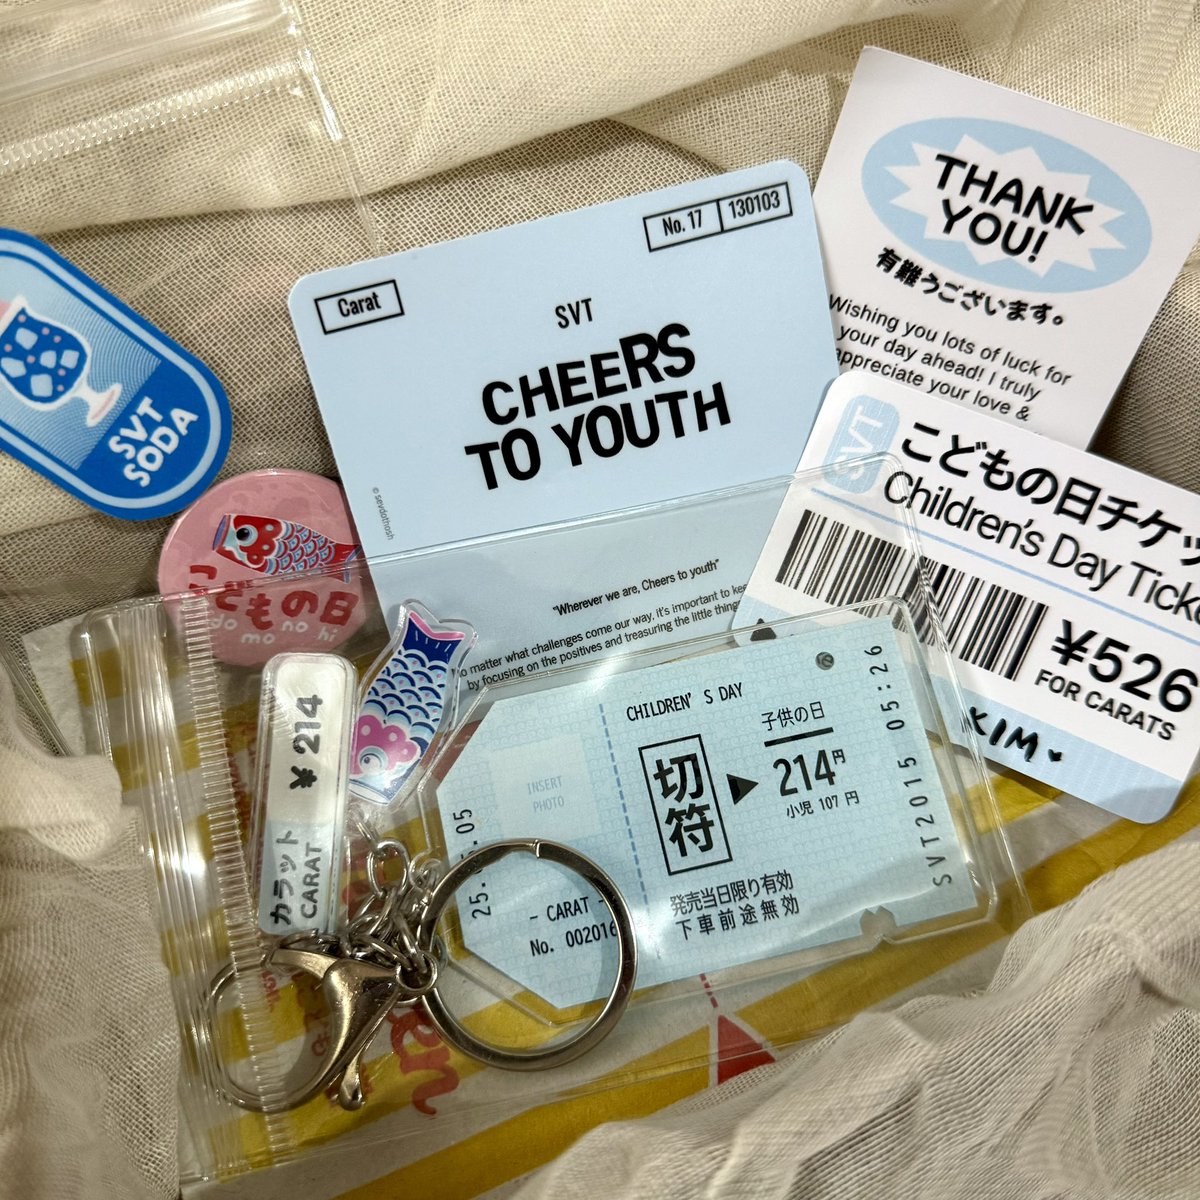 THANK
YOU!
有難うございます。
Wishing you lots of luck for
your day ahead! I truly
appreciate your love &
No. 17
130103
Carat
SVT
CHEERS
TO YOUTH
© sevdothosh
"Wherever we are, Cheers to youth"
no matter what challenges come our way, it's important to keep
by focusing on the positives and treasuring the little thing
SVT
SODA
こどもの日
do mo no hi
SVT
こどもの日チケッ
Children's Day Ticke
¥526
FOR CARATS
KIM
¥ 214
カラット
CARAT
CHILDREN'S DAY
子供の日
214円
小児 107 円
切符
INSERT
PHOTO
- CARAT -
No. 002016
発売当日限り有効
下車前途無効
SVT2015 05:26